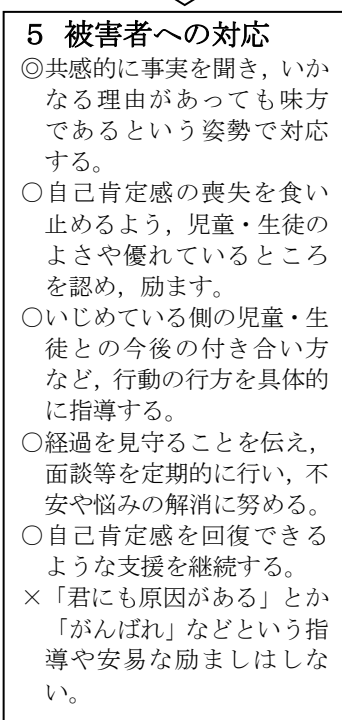 5 被害者への対応
◎共感的に事実を聞き，いか
なる理由があっても味方
であるという姿勢で対応
する。
○自己肯定感の喪失を食い
止めるよう，児童・生徒の
よさや優れているところ
を認め，励ます。
○いじめている側の児童・生
徒との今後の付き合い方
など，行動の行方を具体的
に指導する。
○経過を見守ることを伝え，
面談等を定期的に行い，不
安や悩みの解消に努める。
○自己肯定感を回復できる
ような支援を継続する。
×「君にも原因がある」とか
「がんばれ」などという指
導や安易な励ましはしな
い。